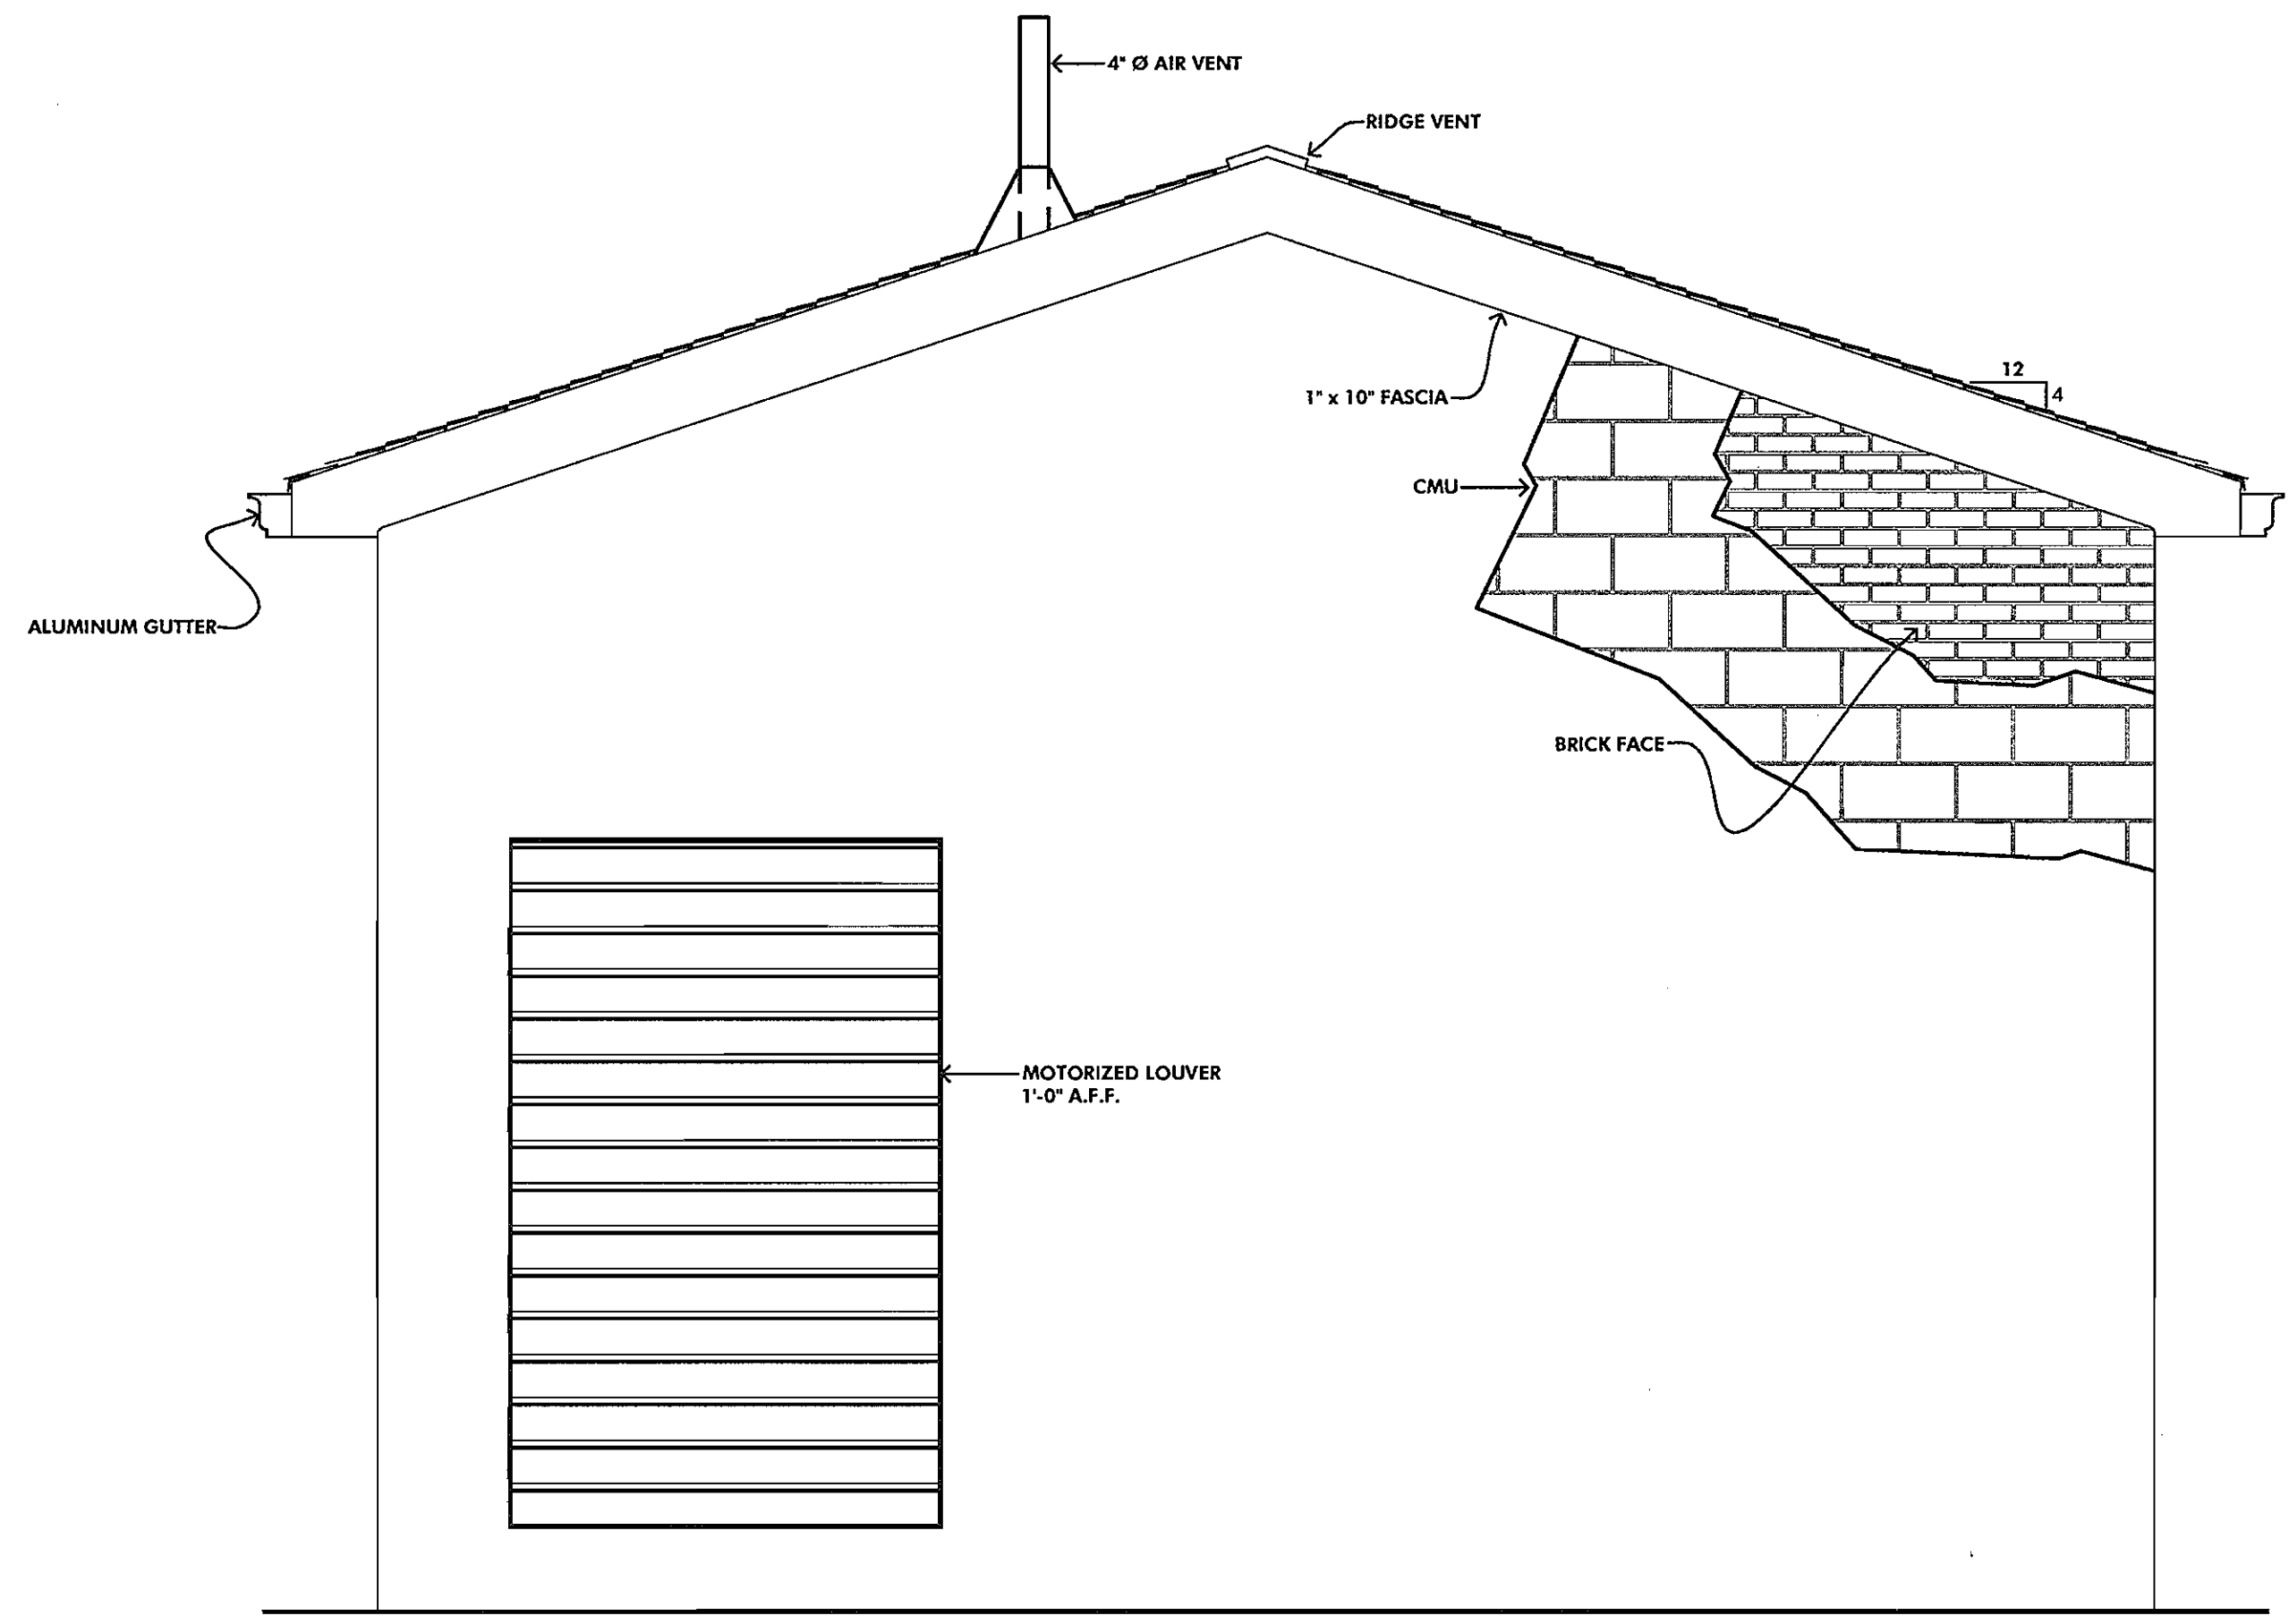 4" Ø AIR VENT
RIDGE VENT
12
4
1" x 10" FASCIA
CMU
ALUMINUM GUTTER
BRICK FACE
MOTORIZED LOUVER
1'-0" A.F.F.